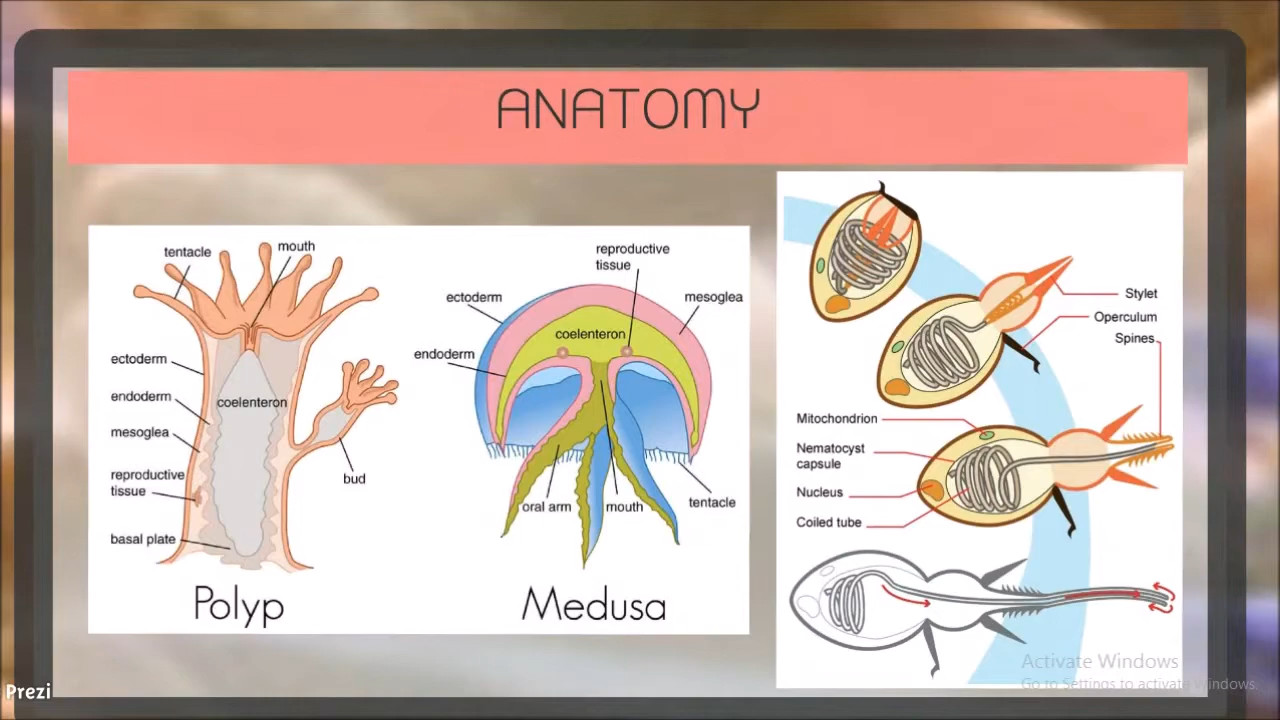 ANATOMY
tentacle
mouth
ectoderm
endoderm
coelenteron
mesoglea
reproductive
tissue
bud
basal plate
Polyp
reproductive
tissue
ectoderm
mesoglea
coelenteron
endoderm
oral arm
mouth
tentacle
Medusa
Stylet
Operculum
Spines
Mitochondrion
Nematocyst
capsule
Nucleus
Coiled tube
Activate Windows
Go to Settings to activate Windows.
Prezi